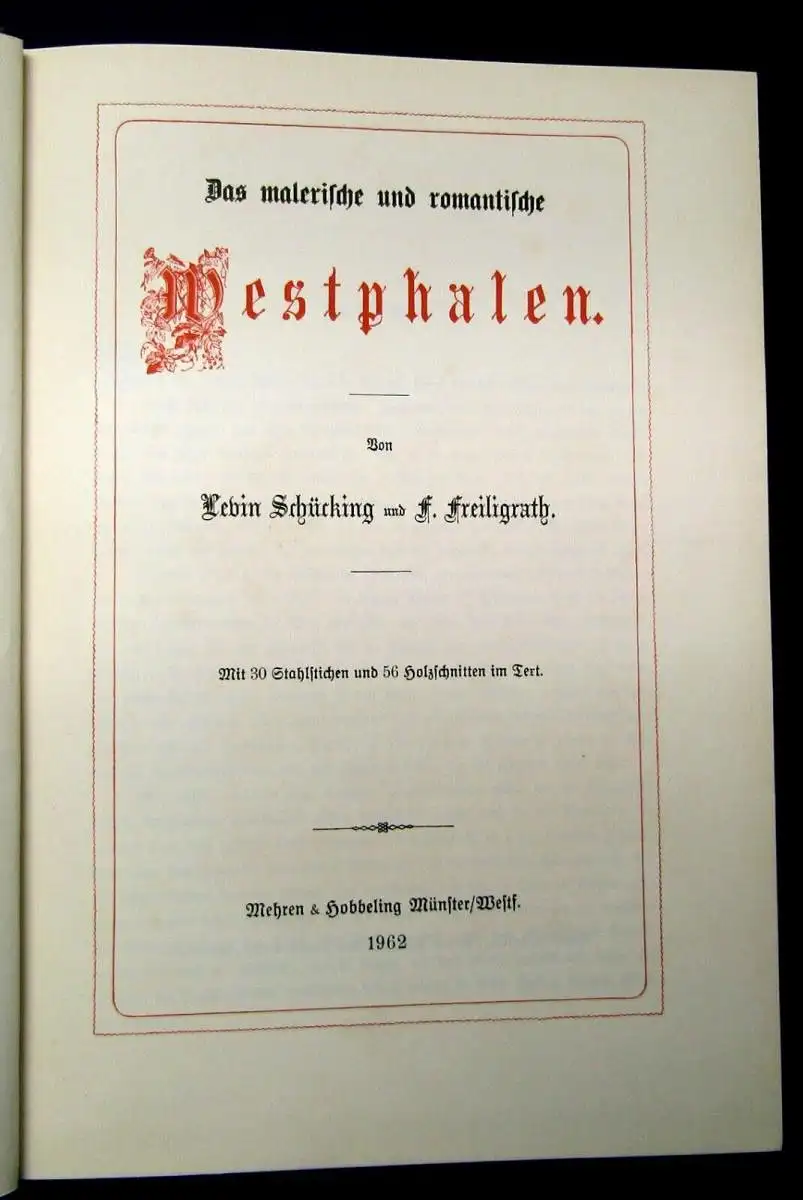 Das maleriſche und romantiſche
Westphalen.
Von
Levin Schücking und F. Freiligrath.
Mit 30 Stahlſtichen und 56 Holzſchnitten im Text.
Mehren & Hobbeling Münſter/Weſtf.
1962